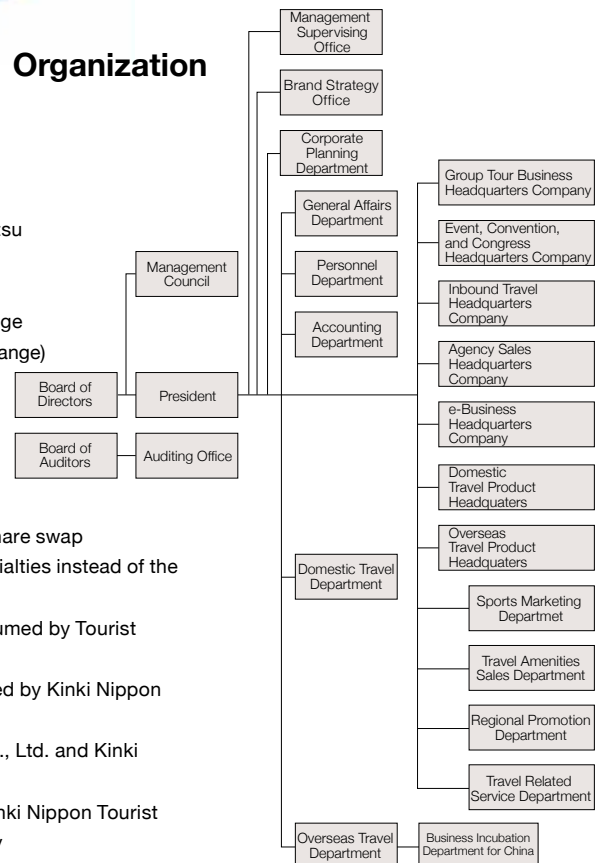 Organization
Management
Supervising
Office
Brand Strategy
Office
Corporate
Planning
Department
General Affairs
Department
Personnel
Department
Accounting
Department
Management
Council
Board of
Directors
President
Board of
Auditors
Auditing Office
Domestic Travel
Department
Overseas Travel
Department
Business Incubation
Department for China
Group Tour Business
Headquarters Company
Event, Convention,
and Congress
Headquarters Company
Inbound Travel
Headquarters
Company
Agency Sales
Headquarters
Company
e-Business
Headquarters
Company
Domestic
Travel Product
Headquaters
Overseas
Travel Product
Headquaters
Sports Marketing
Departmet
Travel Amenities
Sales Department
Regional Promotion
Department
Travel Related
Service Department
tsu
ge
ange)
are swap
ialties instead of the
umed by Tourist
ed by Kinki Nippon
., Ltd. and Kinki
nki Nippon Tourist